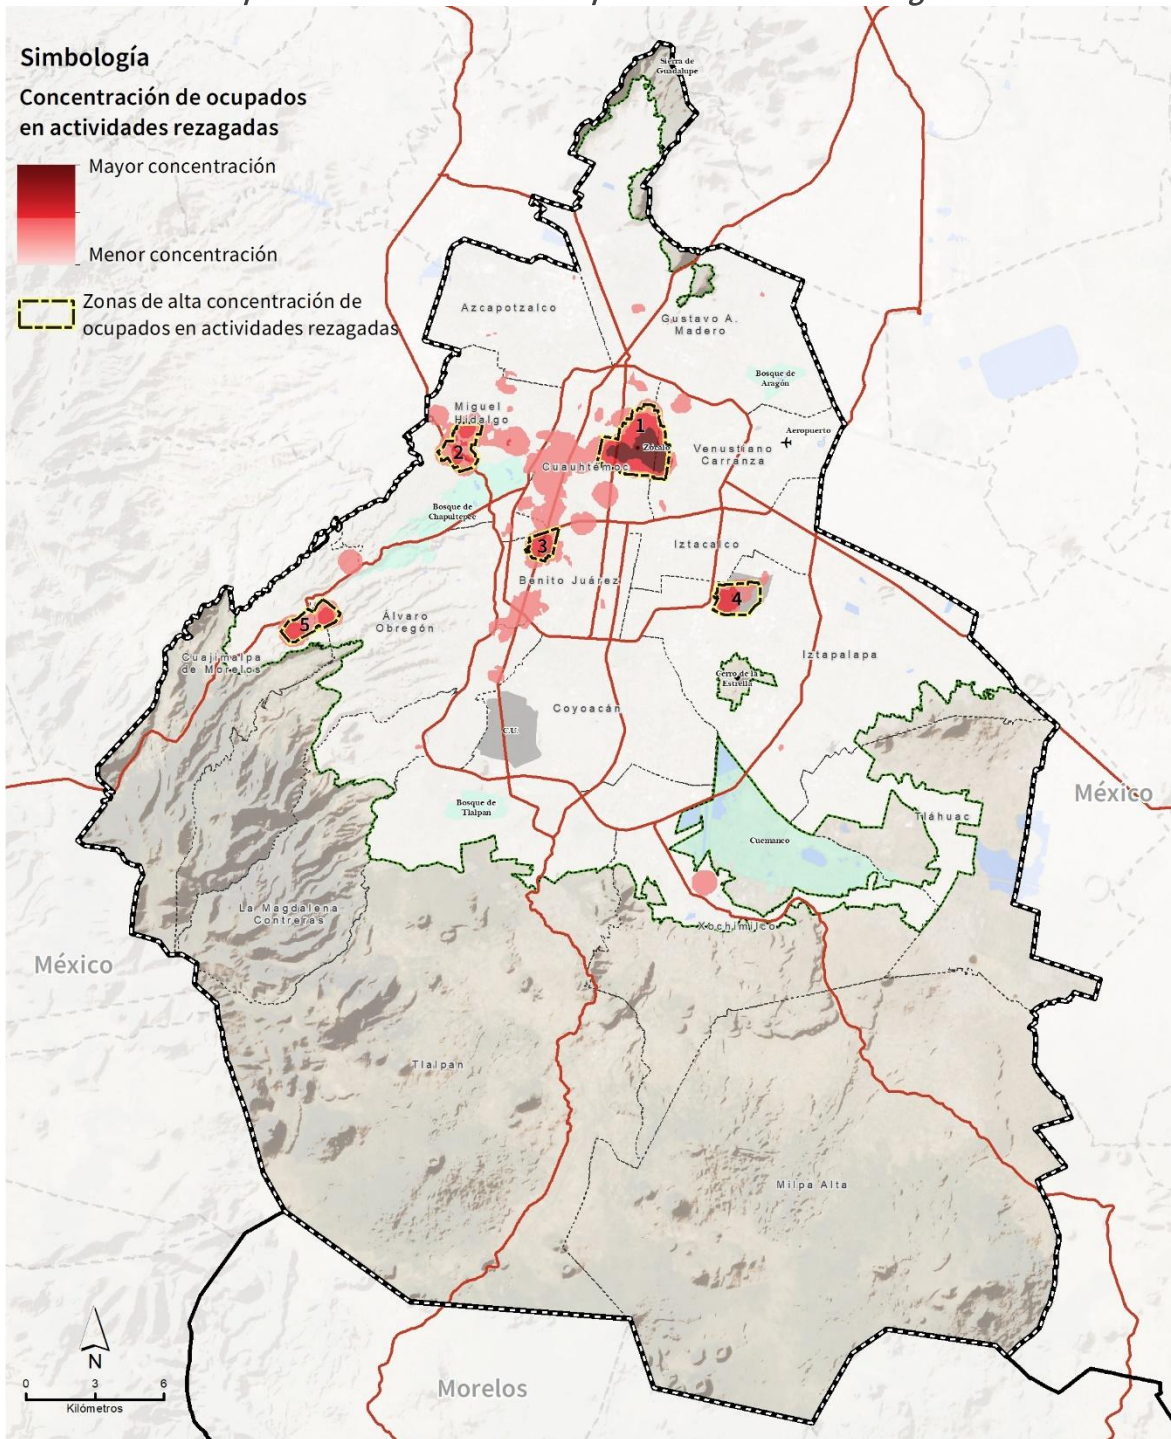 Simbología
Concentración de ocupados
en actividades rezagadas
Mayor concentración
Menor concentración
Zonas de alta concentración de
ocupados en actividades rezagadas
Sierra de
Guadalupe
Azcapotzalco
Gustavo A.
Madero
Bosque de
Aragón
Miguel
Hidalgo
1
Aeropuerto
2
Zócalo
Venustiano
Carranza
Cuauhtémoc
Bosque de
Chapultepec
3
Iztacalco
Benito Juárez
4
5
Álvaro
Obregón
Cuajimalpa
de Morelos
Iztapalapa
Cerro de la
Estrella
Coyoacán
C.U.
México
Bosque de
Tlalpan
Tláhuac
Cuemanco
La Magdalena
Contreras
Xochimilco
México
Tlalpan
Milpa Alta
N
0 3 6
Kilómetros
Morelos